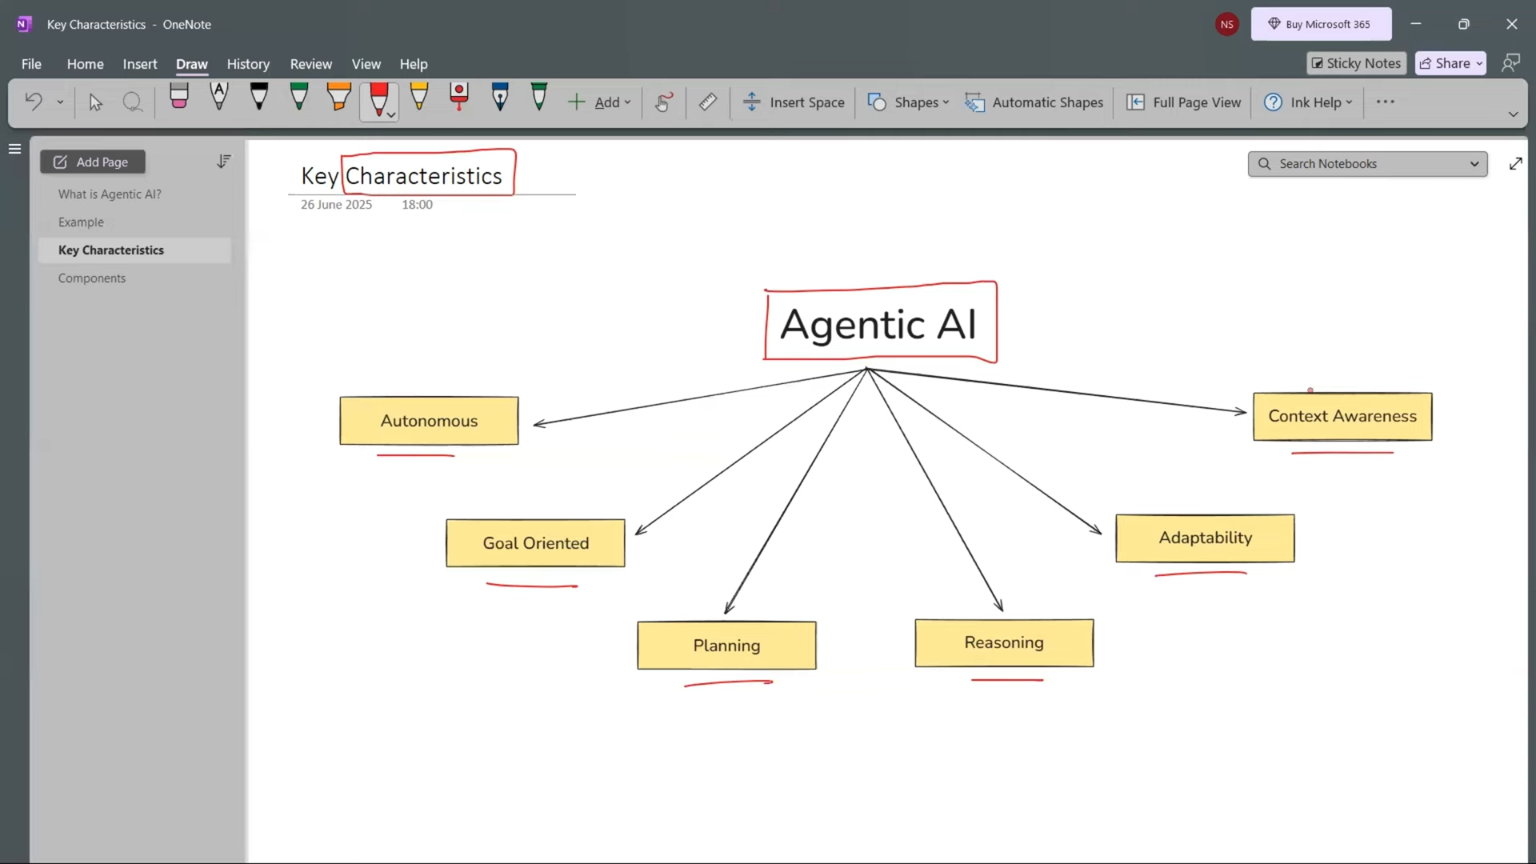 Key Characteristics - OneNote
NS
Buy Microsoft 365
File Home Insert Draw History Review View Help
Sticky Notes
Share
A
Add
Insert Space
Shapes
Automatic Shapes
Full Page View
Ink Help
Add Page
What is Agentic AI?
Example
Key Characteristics
Components
Key Characteristics
26 June 2025 18:00
Search Notebooks
Agentic AI
Autonomous
Context Awareness
Goal Oriented
Adaptability
Planning
Reasoning